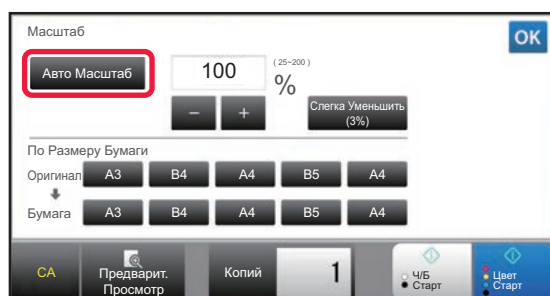 Масштаб
OK
Авто Масштаб
100
(25~200)
%
−
+
Слегка Уменьшить
(3%)
По Размеру Бумаги
Оригинал A3 B4 A4 B5 A4
Бумага A3 B4 A4 B5 A4
CA
Предварит.
Просмотр
Копий
1
Ч/Б
Старт
Цвет
Старт